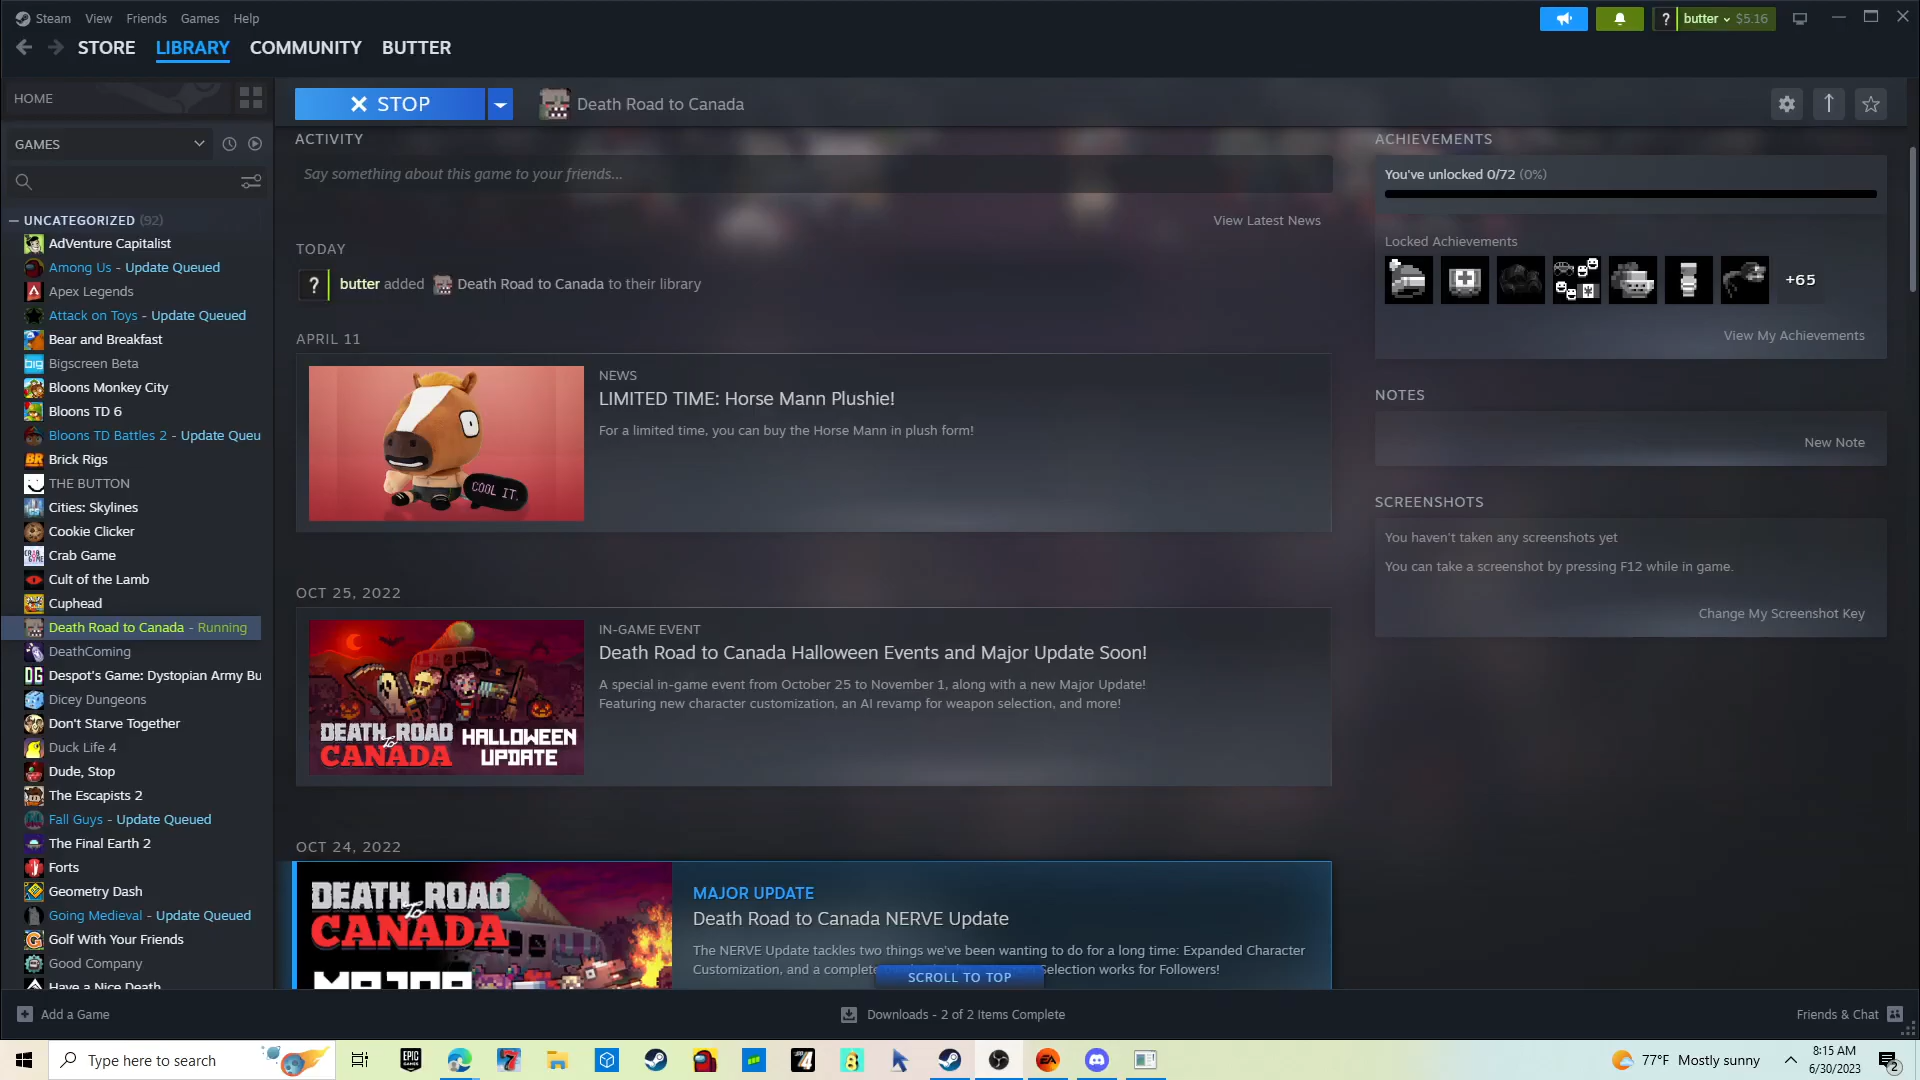 Steam View Friends Games Help
butter $5.16
STORE LIBRARY COMMUNITY BUTTER
HOME
GAMES
UNCATEGORIZED (92)
AdVenture Capitalist
Among Us - Update Queued
Apex Legends
Attack on Toys - Update Queued
Bear and Breakfast
big Bigscreen Beta
Bloons Monkey City
Bloons TD 6
Bloons TD Battles 2 - Update Queu
BR Brick Rigs
THE BUTTON
Cities: Skylines
Cookie Clicker
Crab Game
Cult of the Lamb
Cuphead
Death Road to Canada - Running
DeathComing
DG Despot's Game: Dystopian Army Bu
Dicey Dungeons
Don't Starve Together
Duck Life 4
Dude, Stop
The Escapists 2
Fall Guys - Update Queued
The Final Earth 2
Forts
Geometry Dash
Going Medieval - Update Queued
Golf With Your Friends
Good Company
Have a Nice Death
STOP
Death Road to Canada
ACTIVITY
Say something about this game to your friends...
View Latest News
TODAY
? butter added Death Road to Canada to their library
APRIL 11
COOL IT.
NEWS
LIMITED TIME: Horse Mann Plushie!
For a limited time, you can buy the Horse Mann in plush form!
OCT 25, 2022
DEATH ROAD To CANADA
HALLOWEEN UPDATE
IN-GAME EVENT
Death Road to Canada Halloween Events and Major Update Soon!
A special in-game event from October 25 to November 1, along with a new Major Update!
Featuring new character customization, an AI revamp for weapon selection, and more!
OCT 24, 2022
DEATH ROAD
To
CANADA
MAJOR
MAJOR UPDATE
Death Road to Canada NERVE Update
The NERVE Update tackles two things we've been wanting to do for a long time: Expanded Character
Customization, and a complete Selection works for Followers!
SCROLL TO TOP
ACHIEVEMENTS
You've unlocked 0/72 (0%)
Locked Achievements
+65
View My Achievements
NOTES
New Note
SCREENSHOTS
You haven't taken any screenshots yet
You can take a screenshot by pressing F12 while in game.
Change My Screenshot Key
Add a Game
Downloads - 2 of 2 Items Complete
Friends & Chat
Type here to search
EPIC GAMES
7
4
EA
77°F Mostly sunny
8:15 AM
6/30/2023
2